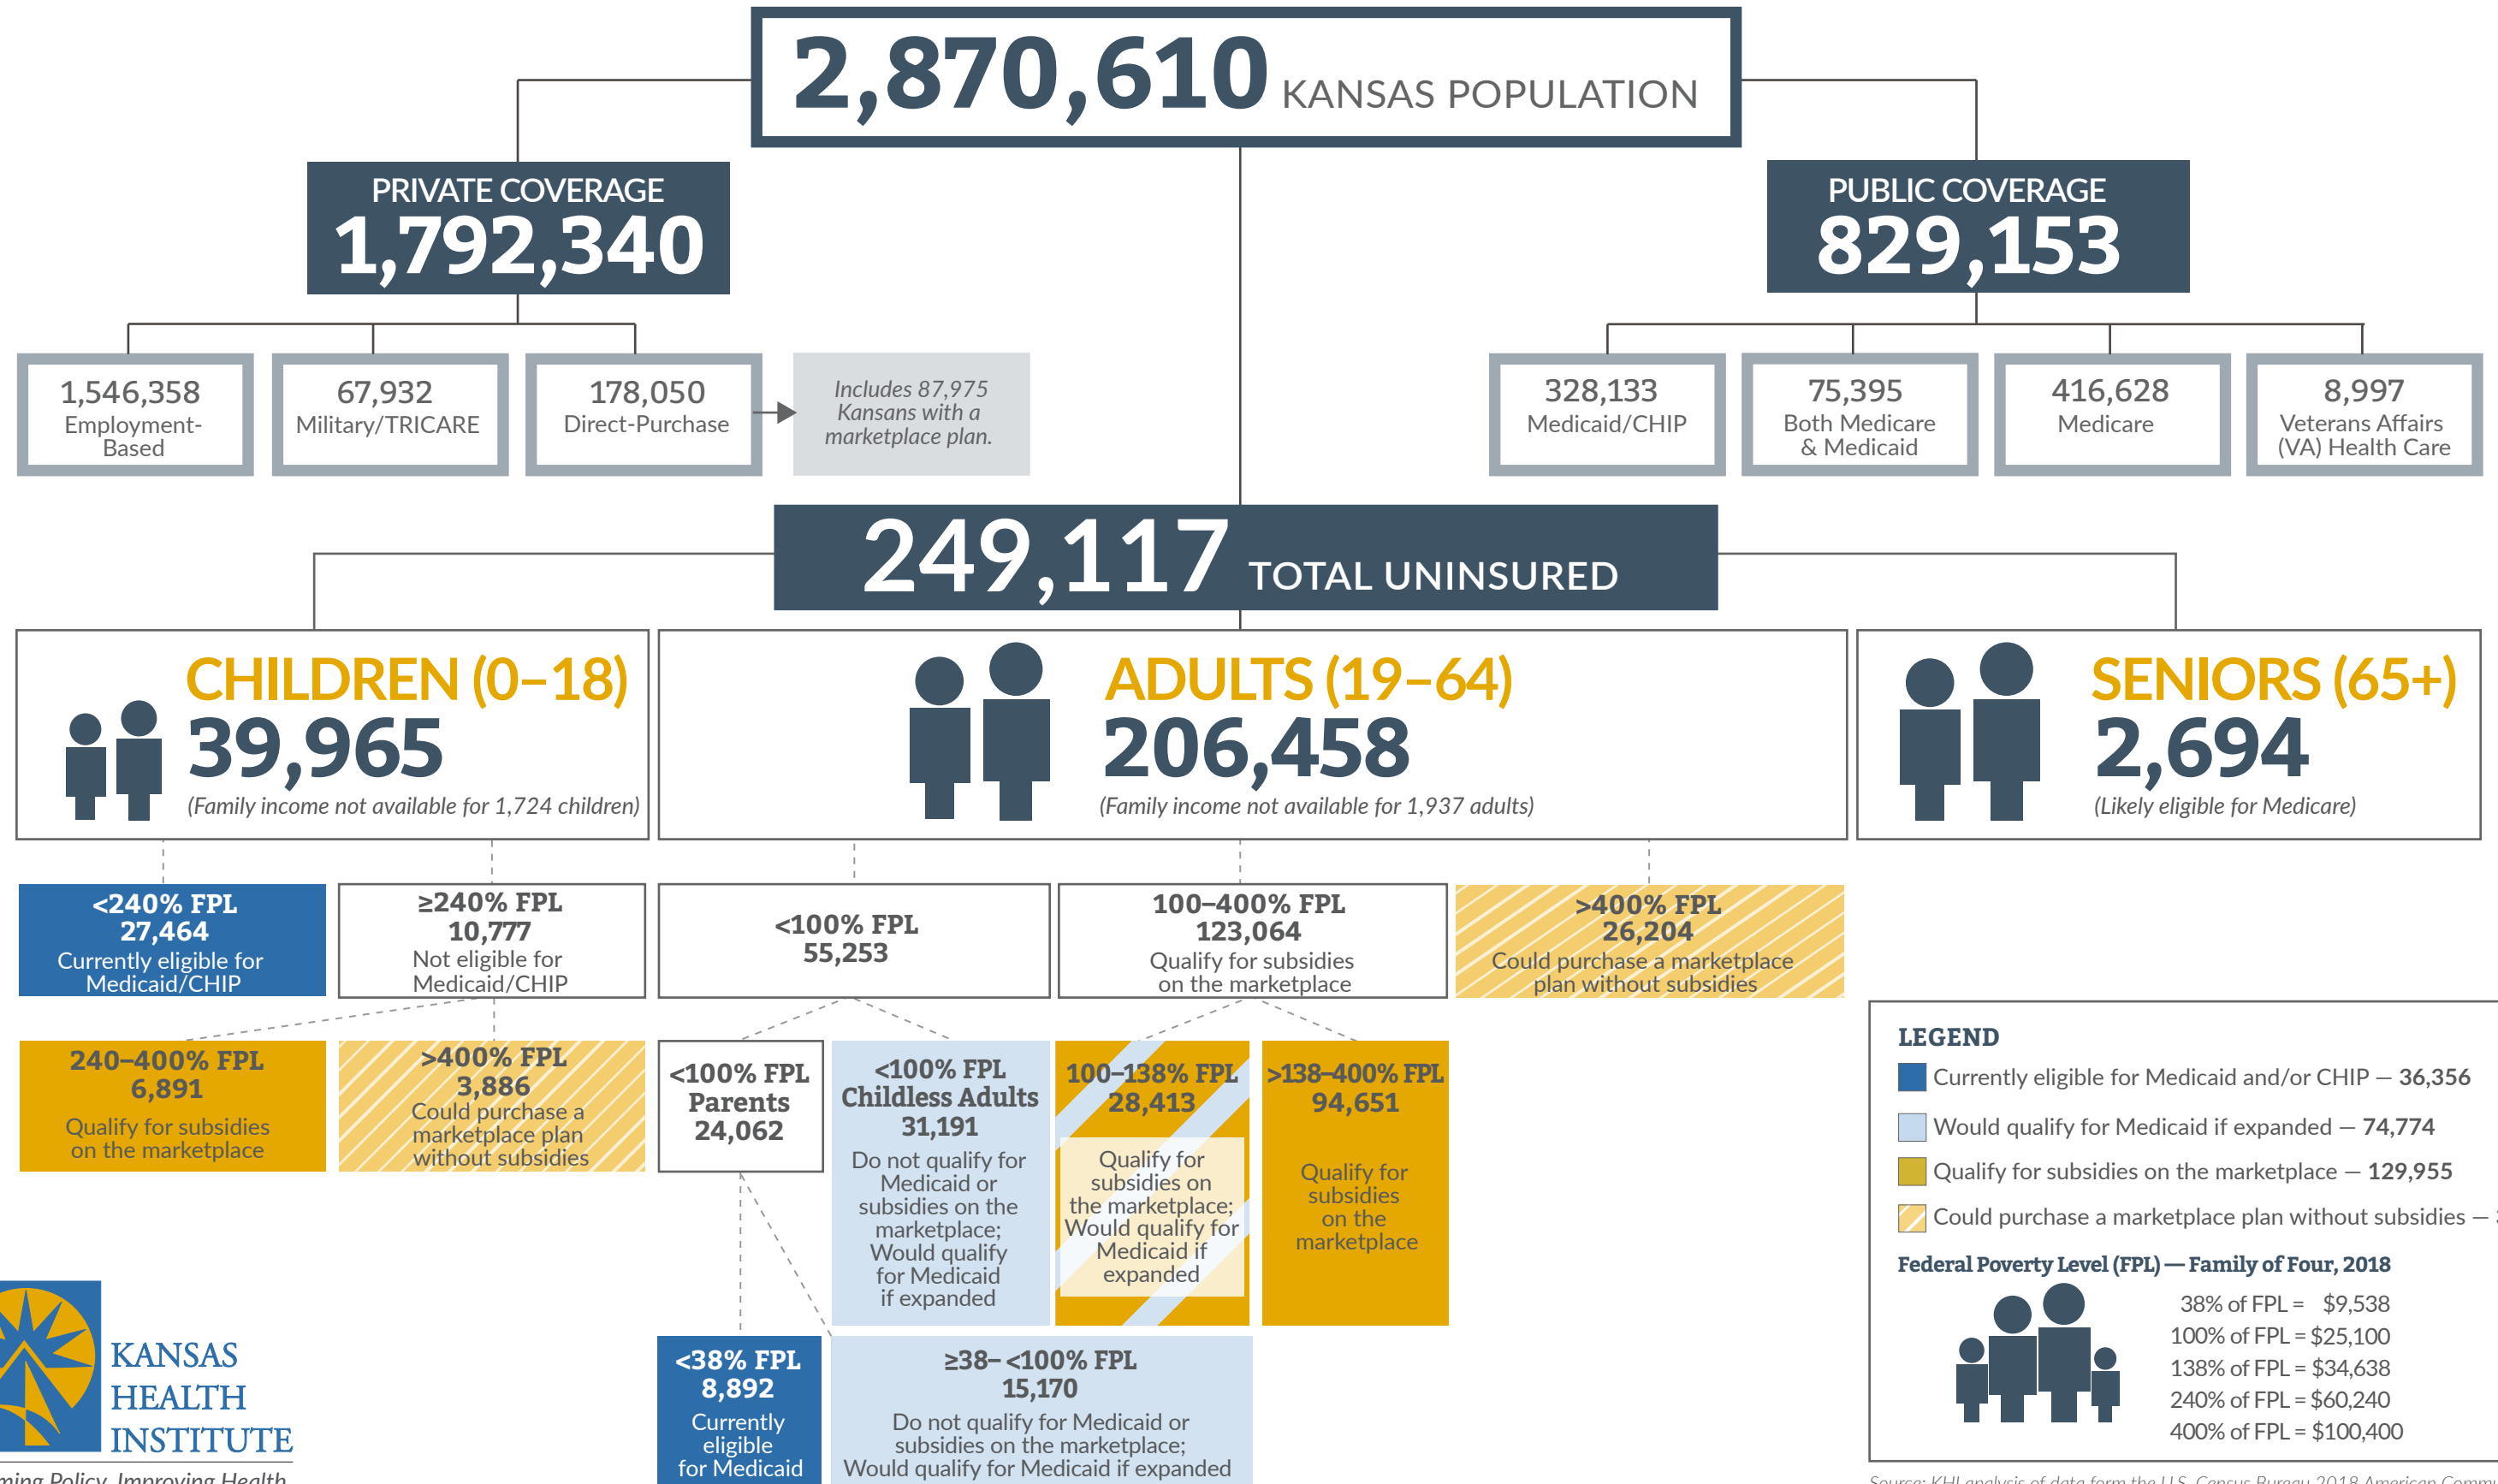 2,870,610 KANSAS POPULATION
PRIVATE COVERAGE
1,792,340
PUBLIC COVERAGE
829,153
1,546,358
Employment-
Based
67,932
Military/TRICARE
178,050
Direct-Purchase
Includes 87,975
Kansans with a
marketplace plan.
328,133
Medicaid/CHIP
75,395
Both Medicare
& Medicaid
416,628
Medicare
8,997
Veterans Affairs
(VA) Health Care
249,117 TOTAL UNINSURED
CHILDREN (0–18)
39,965
(Family income not available for 1,724 children)
ADULTS (19–64)
206,458
(Family income not available for 1,937 adults)
SENIORS (65+)
2,694
(Likely eligible for Medicare)
<240% FPL
27,464
Currently eligible for
Medicaid/CHIP
≥240% FPL
10,777
Not eligible for
Medicaid/CHIP
<100% FPL
55,253
100–400% FPL
123,064
Qualify for subsidies
on the marketplace
>400% FPL
26,204
Could purchase a marketplace
plan without subsidies
240–400% FPL
6,891
Qualify for subsidies
on the marketplace
>400% FPL
3,886
Could purchase a
marketplace plan
without subsidies
<100% FPL
Parents
24,062
<100% FPL
Childless Adults
31,191
Do not qualify for
Medicaid or
subsidies on the
marketplace;
Would qualify
for Medicaid
if expanded
100–138% FPL
28,413
Qualify for
subsidies on
the marketplace;
Would qualify for
Medicaid if
expanded
>138–400% FPL
94,651
Qualify for
subsidies
on the
marketplace
<38% FPL
8,892
Currently
eligible
for Medicaid
≥38– <100% FPL
15,170
Do not qualify for Medicaid or
subsidies on the marketplace;
Would qualify for Medicaid if expanded
LEGEND
Currently eligible for Medicaid and/or CHIP — 36,356
Would qualify for Medicaid if expanded — 74,774
Qualify for subsidies on the marketplace — 129,955
Could purchase a marketplace plan without subsidies —
Federal Poverty Level (FPL) — Family of Four, 2018
38% of FPL = $9,538
100% of FPL = $25,100
138% of FPL = $34,638
240% of FPL = $60,240
400% of FPL = $100,400
KANSAS
HEALTH
INSTITUTE
Policy. Improving Health.
Source: KHI analysis of data form the U.S. Census Bureau 2018 American